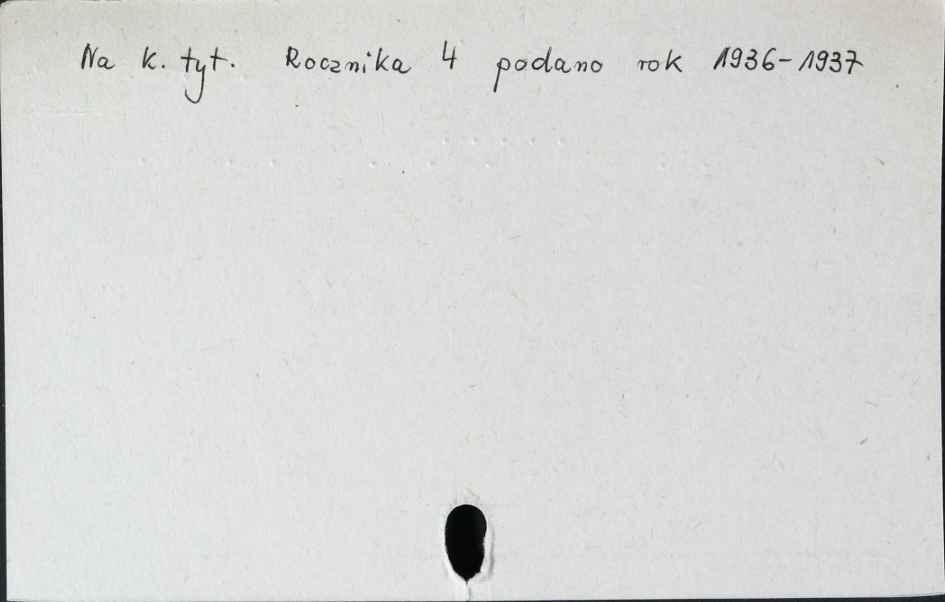 Na k. tyt. Rocznika 4 podano rok 1936-1937